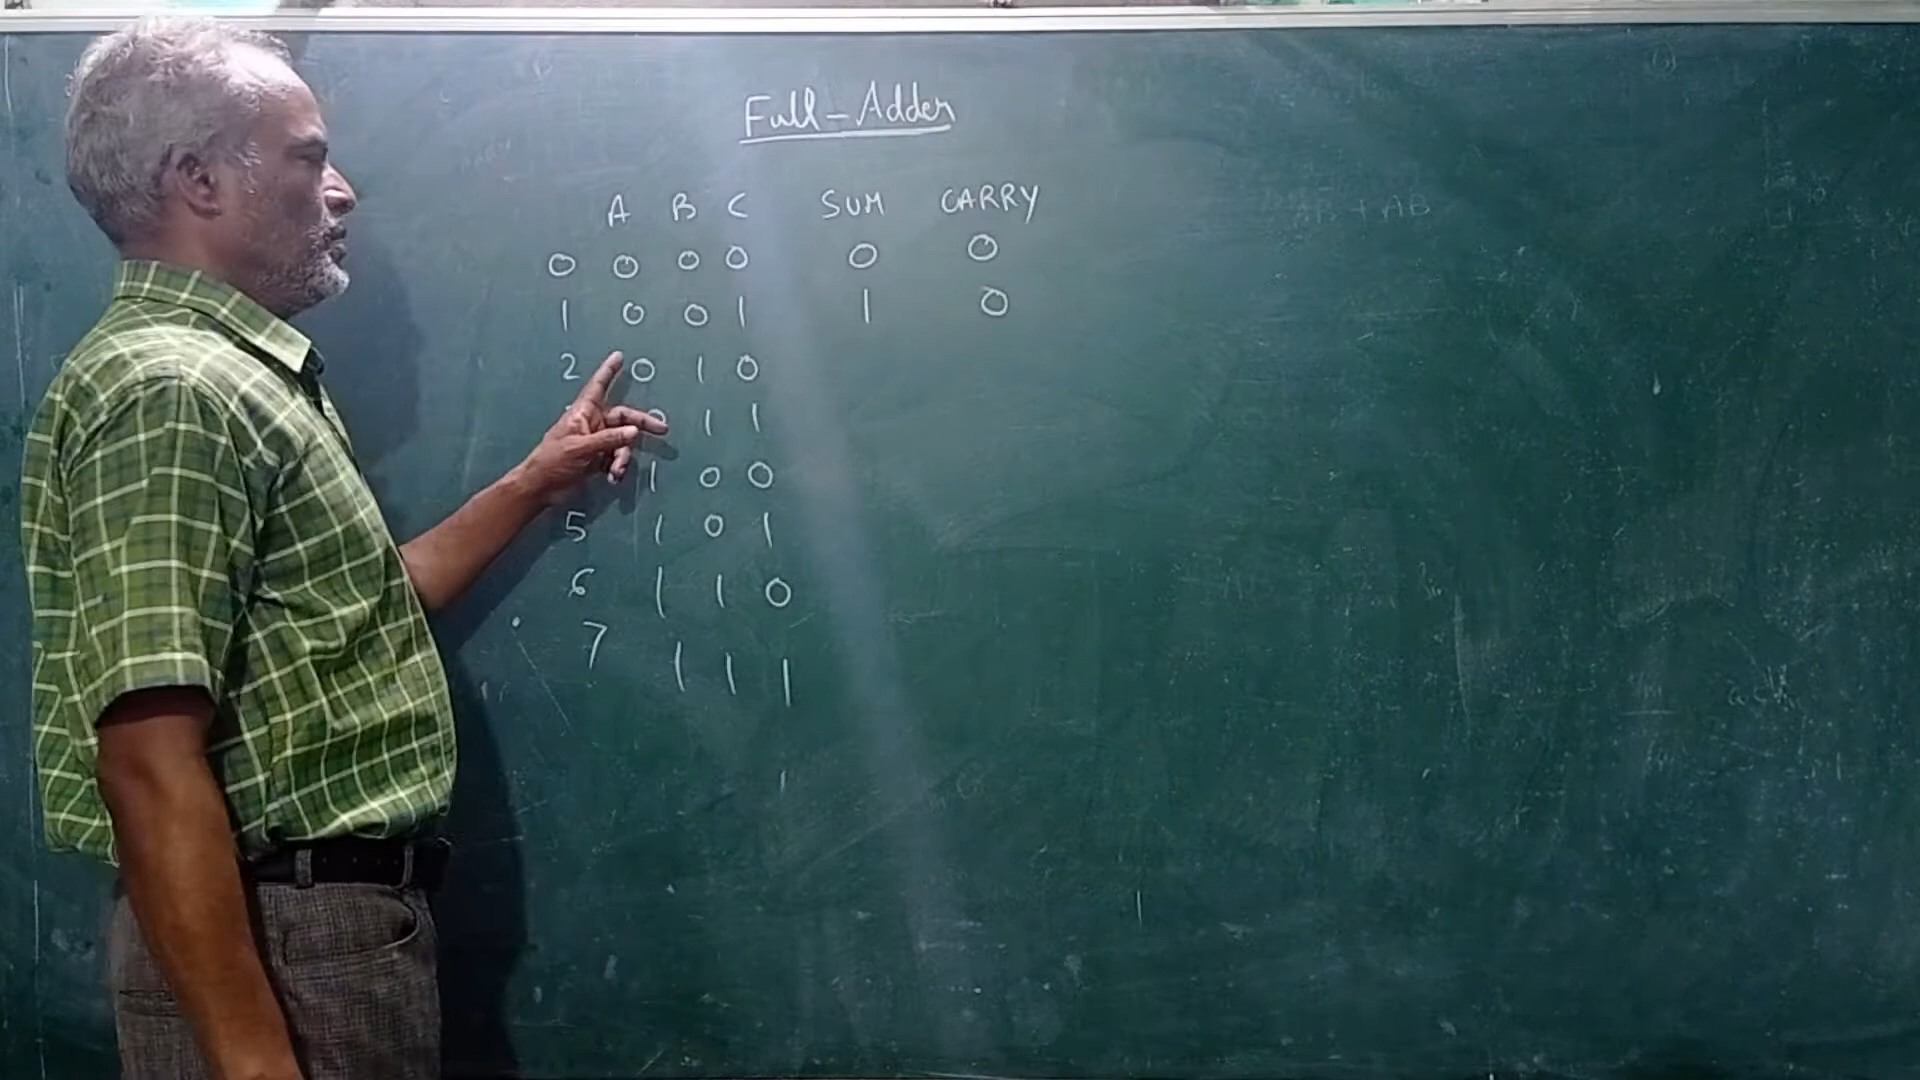 Full-Adder
A B C SUM CARRY
0 0 0 0 0 0
1 0 0 1 1 0
2 0 1 0
0 1 1
1 0 0
5 1 0 1
6 1 1 0
7 1 1 1